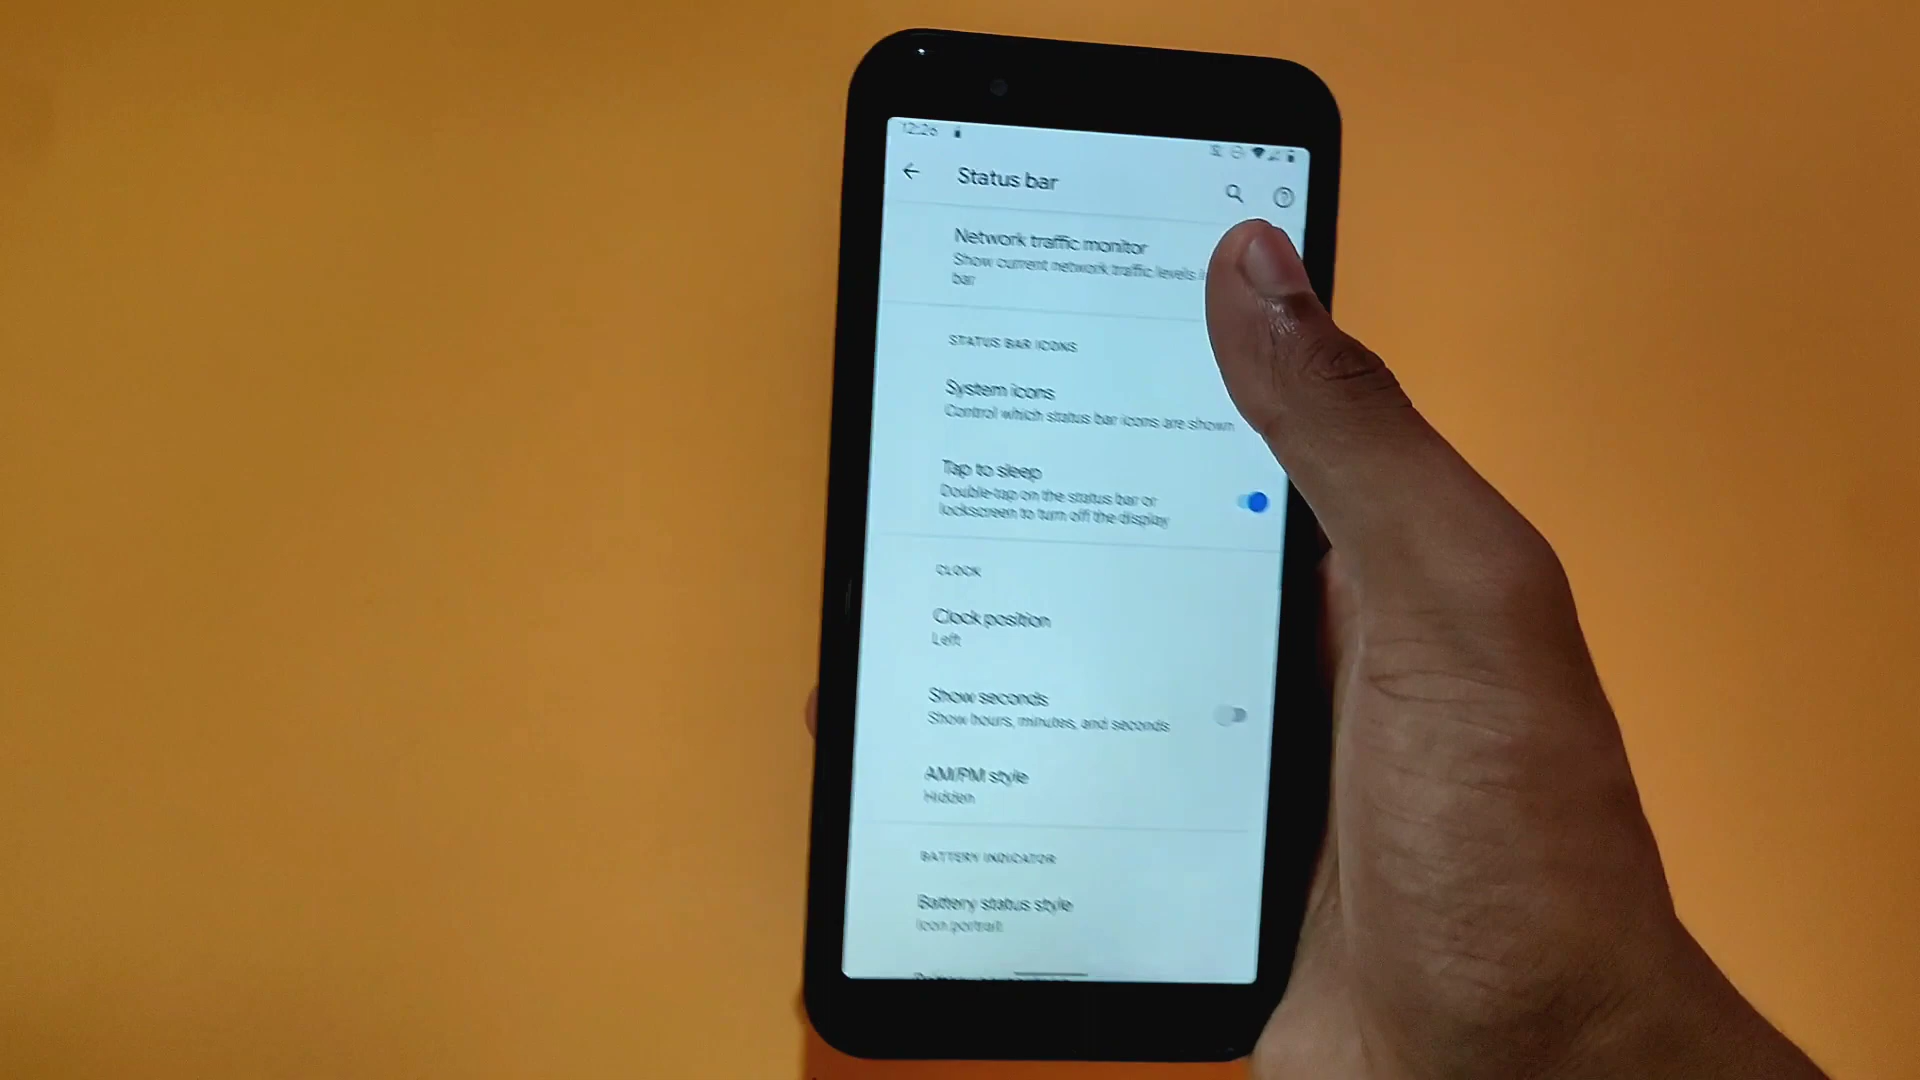 12:26
Status bar
Network traffic monitor
Show current network traffic levels
bar
STATUS BAR ICONS
System icons
Control which status bar icons are shown
Tap to sleep
Double-tap on the status bar or
lockscreen to turn off the display
CLOCK
Clock position
Left
Show seconds
Show hours, minutes, and seconds
AM/PM style
Hidden
BATTERY INDICATOR
Battery status style
Icon portrait